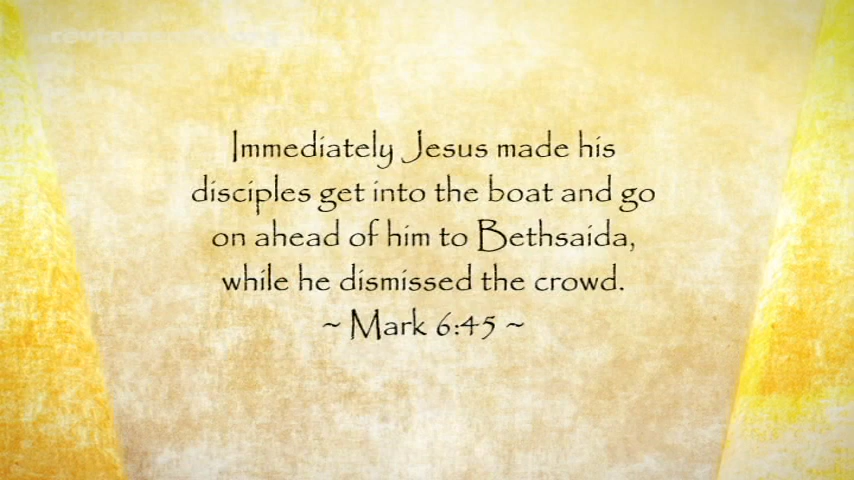 Immediately Jesus made his
disciples get into the boat and go
on ahead of him to Bethsaida,
while he dismissed the crowd.
~ Mark 6:45 ~